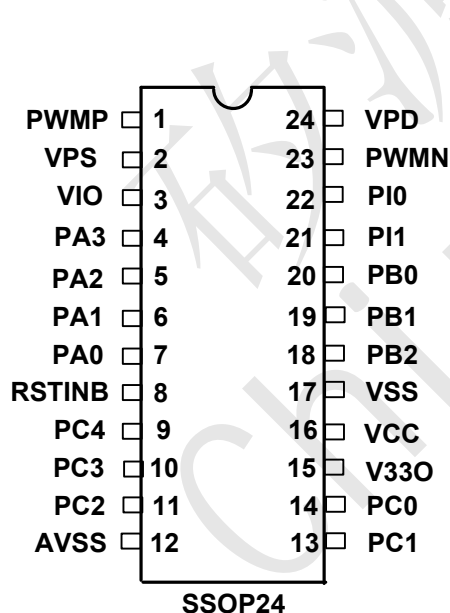 PWMP 1 24 VPD
VPS 2 23 PWMN
VIO 3 22 PI0
PA3 4 21 PI1
PA2 5 20 PB0
PA1 6 19 PB1
PA0 7 18 PB2
RSTINB 8 17 VSS
PC4 9 16 VCC
PC3 10 15 V33O
PC2 11 14 PC0
AVSS 12 13 PC1
SSOP24